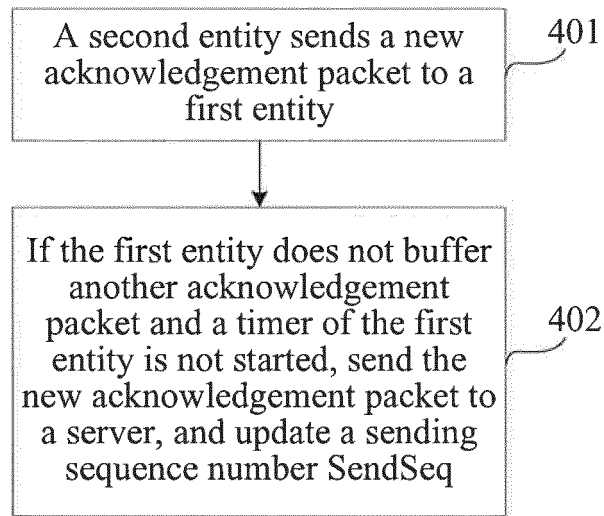 A second entity sends a new
acknowledgement packet to a
first entity
401
If the first entity does not buffer
another acknowledgement
packet and a timer of the first
entity is not started, send the
new acknowledgement packet to
a server, and update a sending
sequence number SendSeq
402